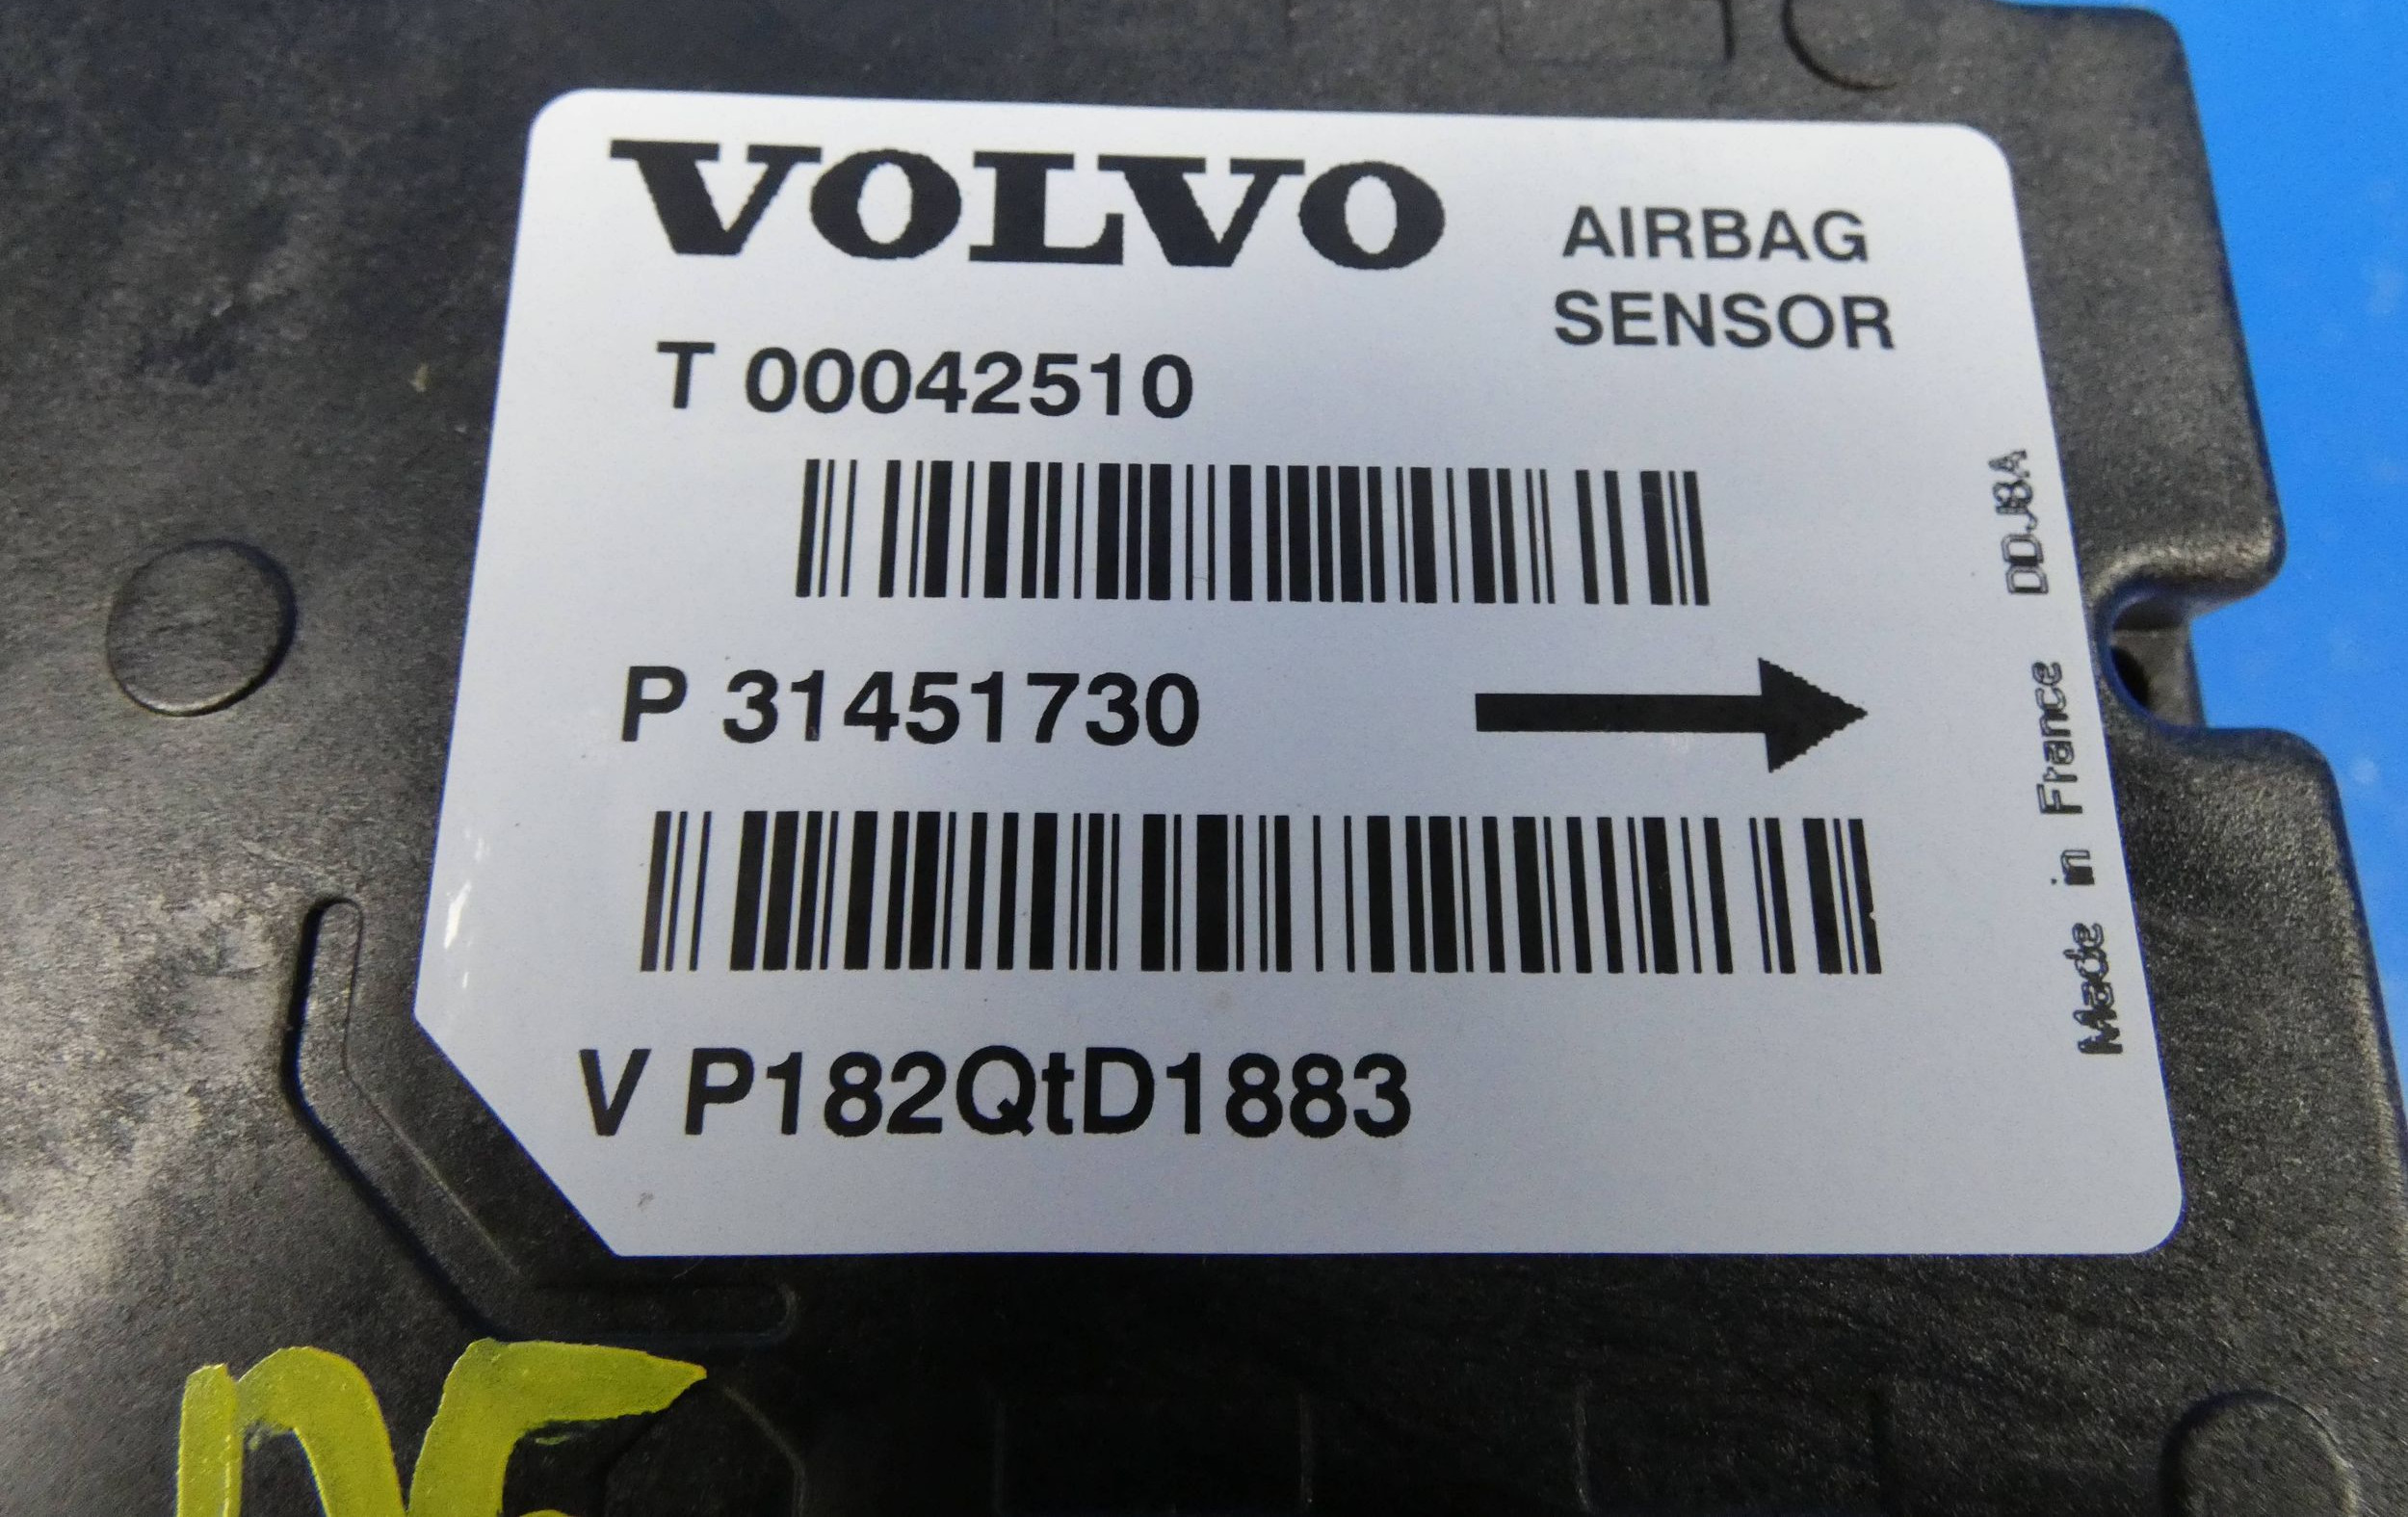 VOLVO
AIRBAG
SENSOR
T 00042510
P 31451730
V P182QtD1883
Made in France DDJ8A